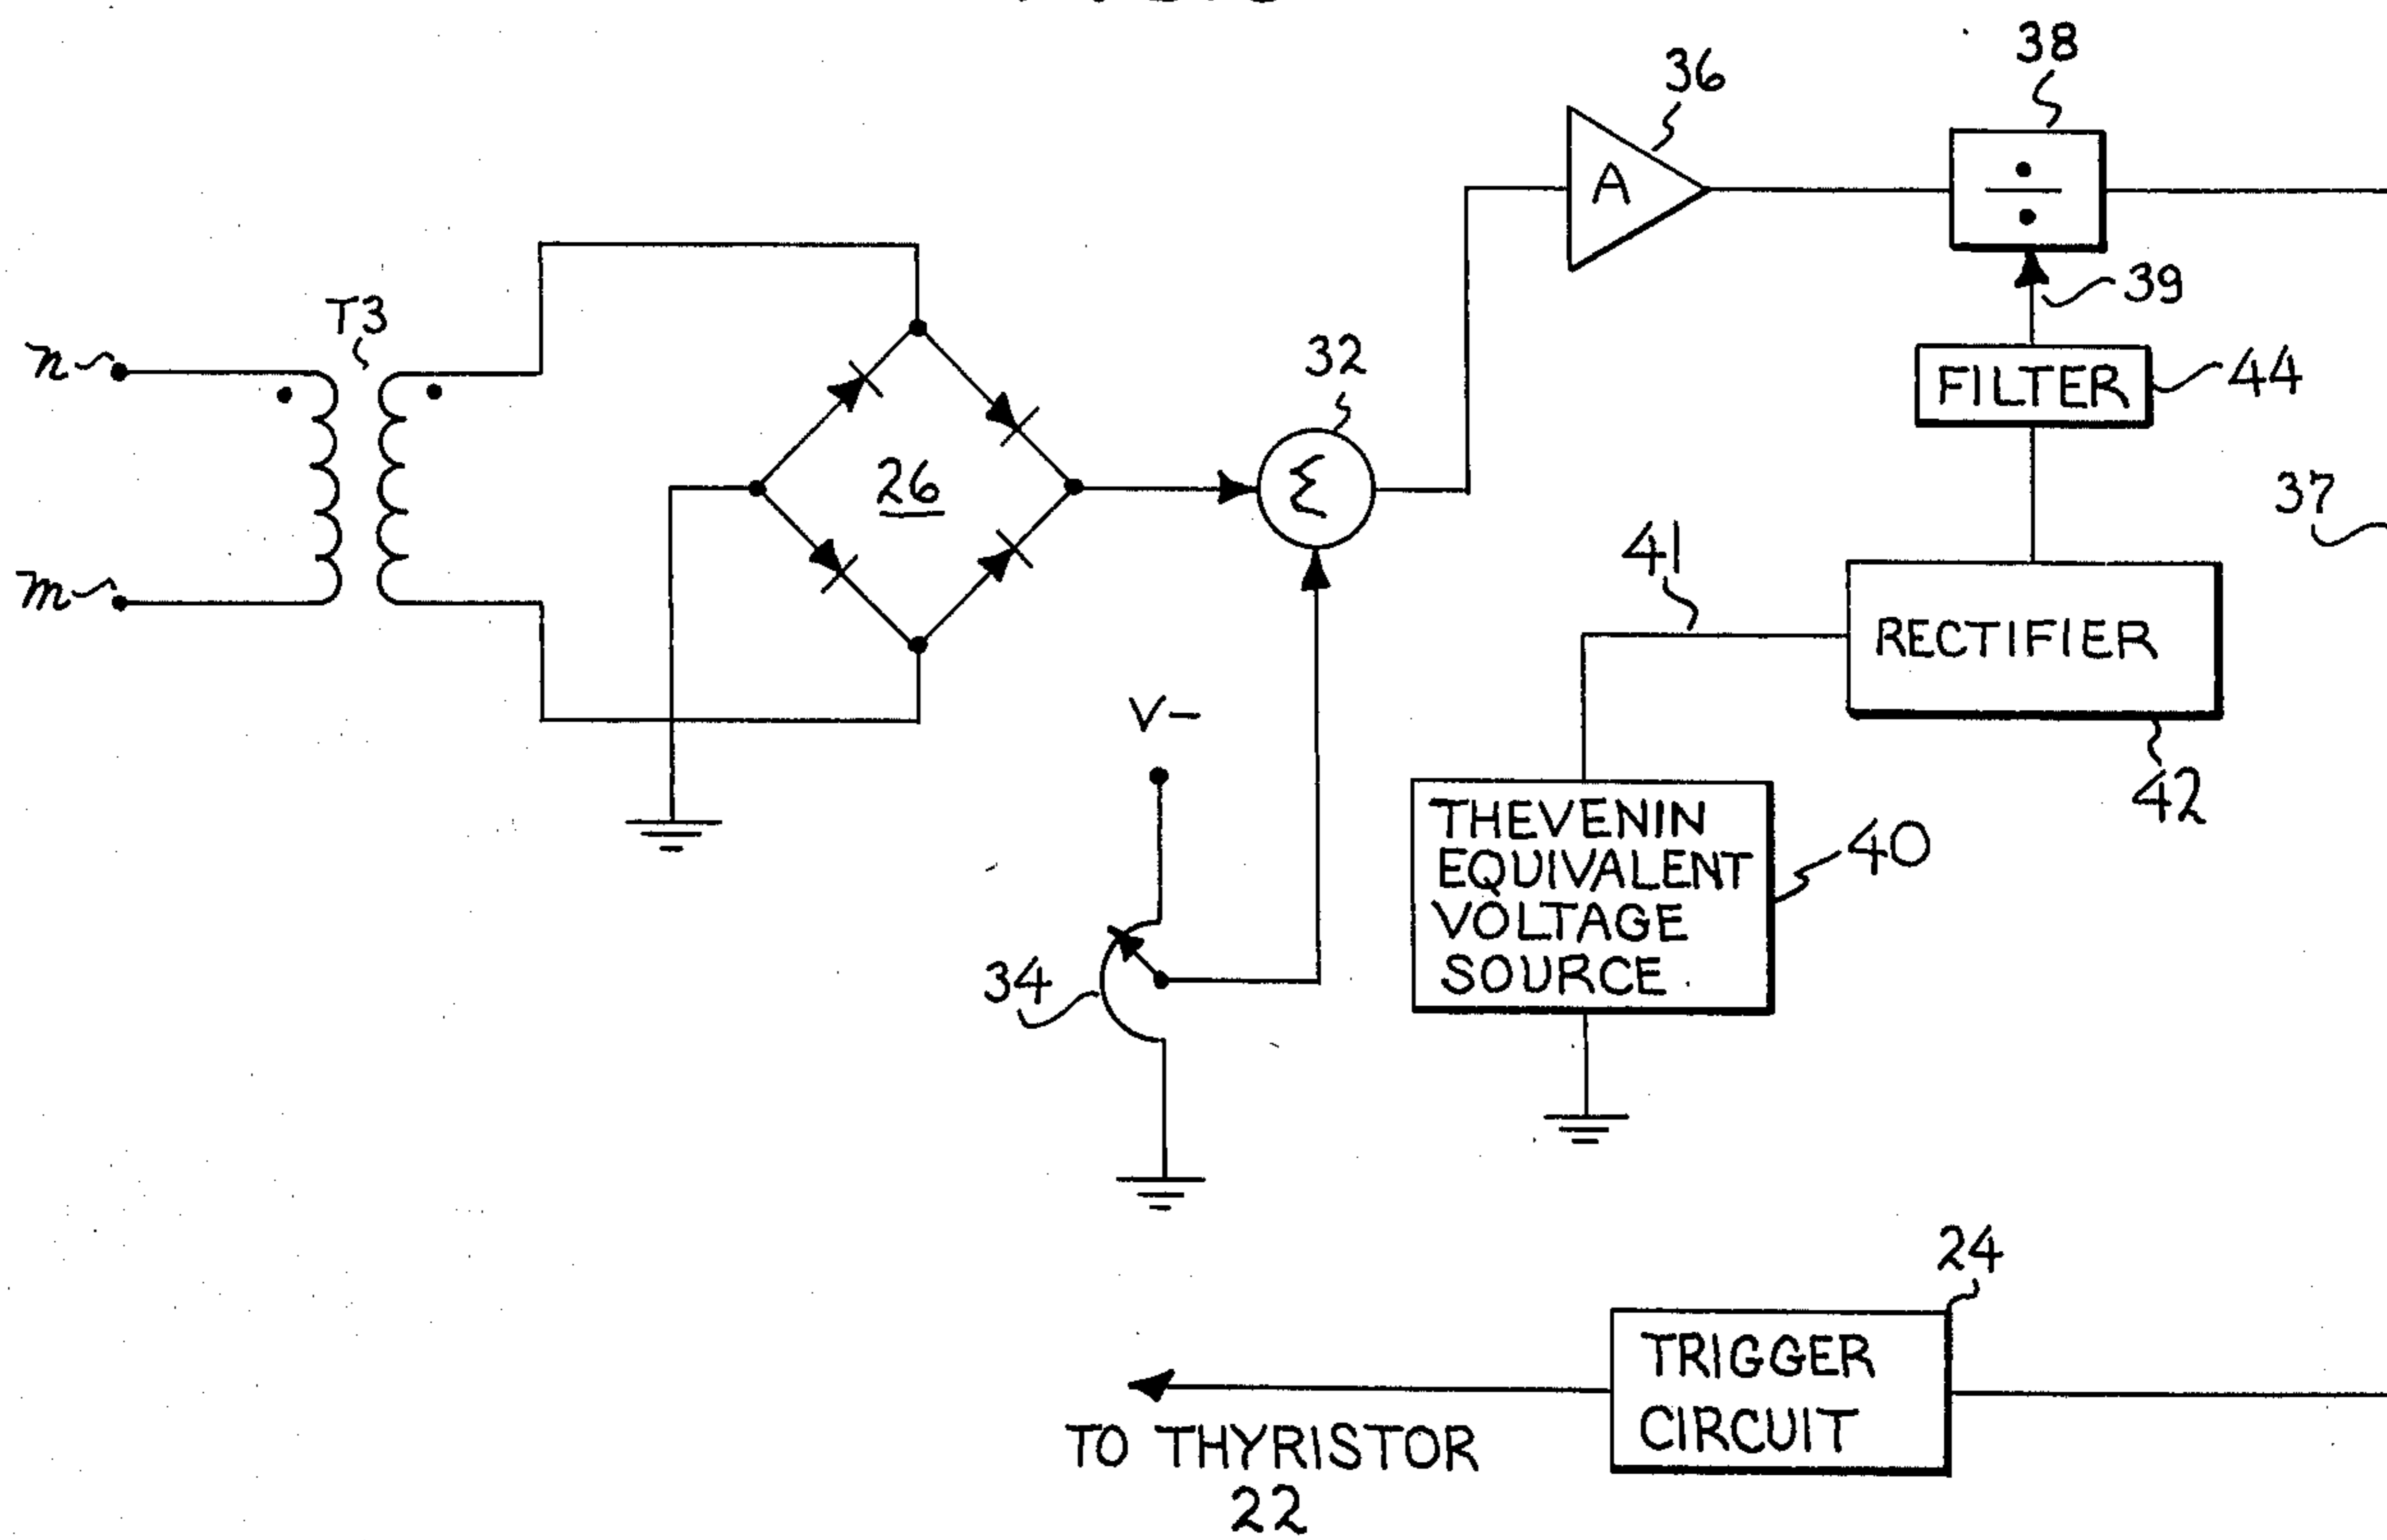 38
36
A
39
T3
n
32
44
FILTER
26
Σ
37
41
m
RECTIFIER
V-
42
THEVENIN
EQUIVALENT
VOLTAGE
SOURCE
40
34
24
TRIGGER
CIRCUIT
TO THYRISTOR
22